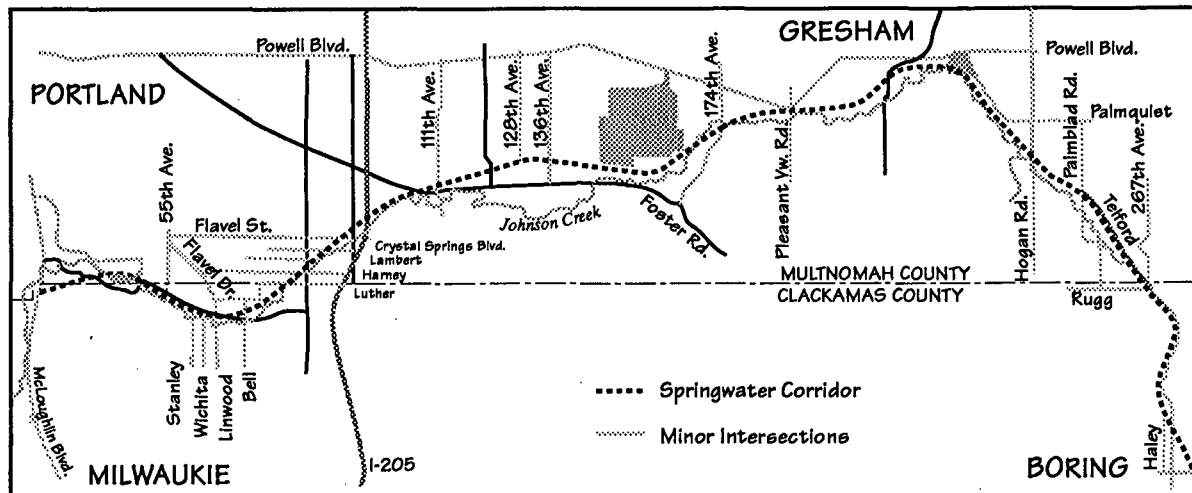 GRESHAM
Powell Blvd.
Powell Blvd.
PORTLAND
111th Ave.
128th Ave.
136th Ave.
174th Ave.
Palmblad Rd.
Palmquist
55th Ave.
Flavel St.
Johnson Creek
Foster Rd.
Pleasant Vw. Rd.
Hogan Rd.
Telford
267th Ave.
Crystal Springs Blvd.
Lambert
Flavel Dr.
Harney
MULTNOMAH COUNTY
Luther
CLACKAMAS COUNTY
Rugg
McLoughlin Blvd.
Stanley
Wichita
Linwood
Bell
Springwater Corridor
Minor Intersections
Haley
I-205
MILWAUKIE
BORING